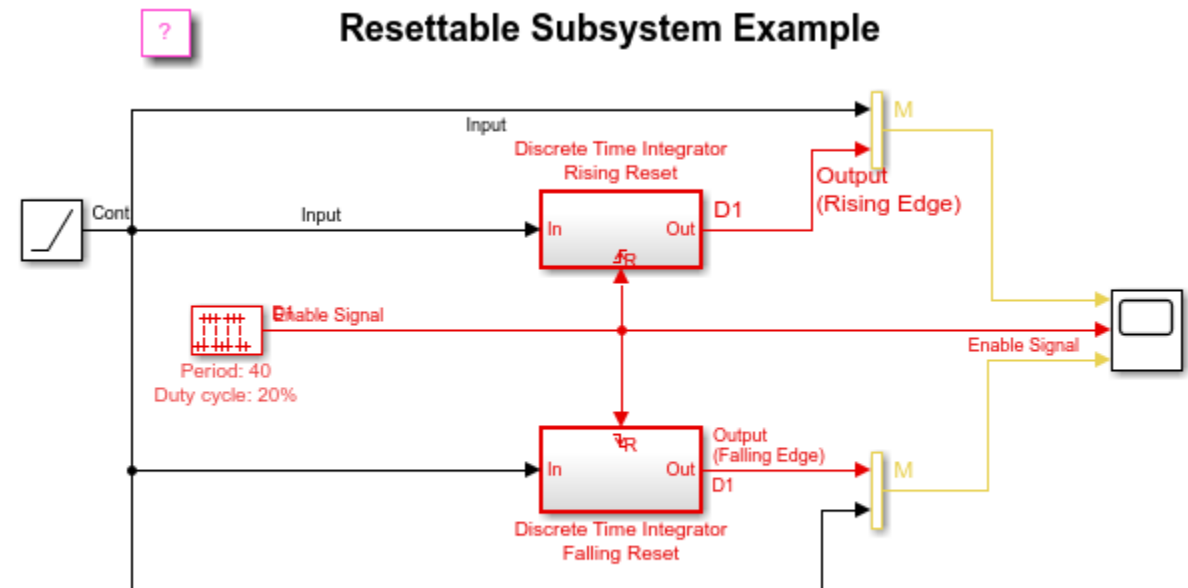 ?
Resettable Subsystem Example
M
Input
Discrete Time Integrator
Rising Reset
Output
(Rising Edge)
D1
Cont
Input
In
Out
R
D1
Enable Signal
Enable Signal
Period: 40
Duty cycle: 20%
R
Output
(Falling Edge)
In
Out
D1
M
Discrete Time Integrator
Falling Reset